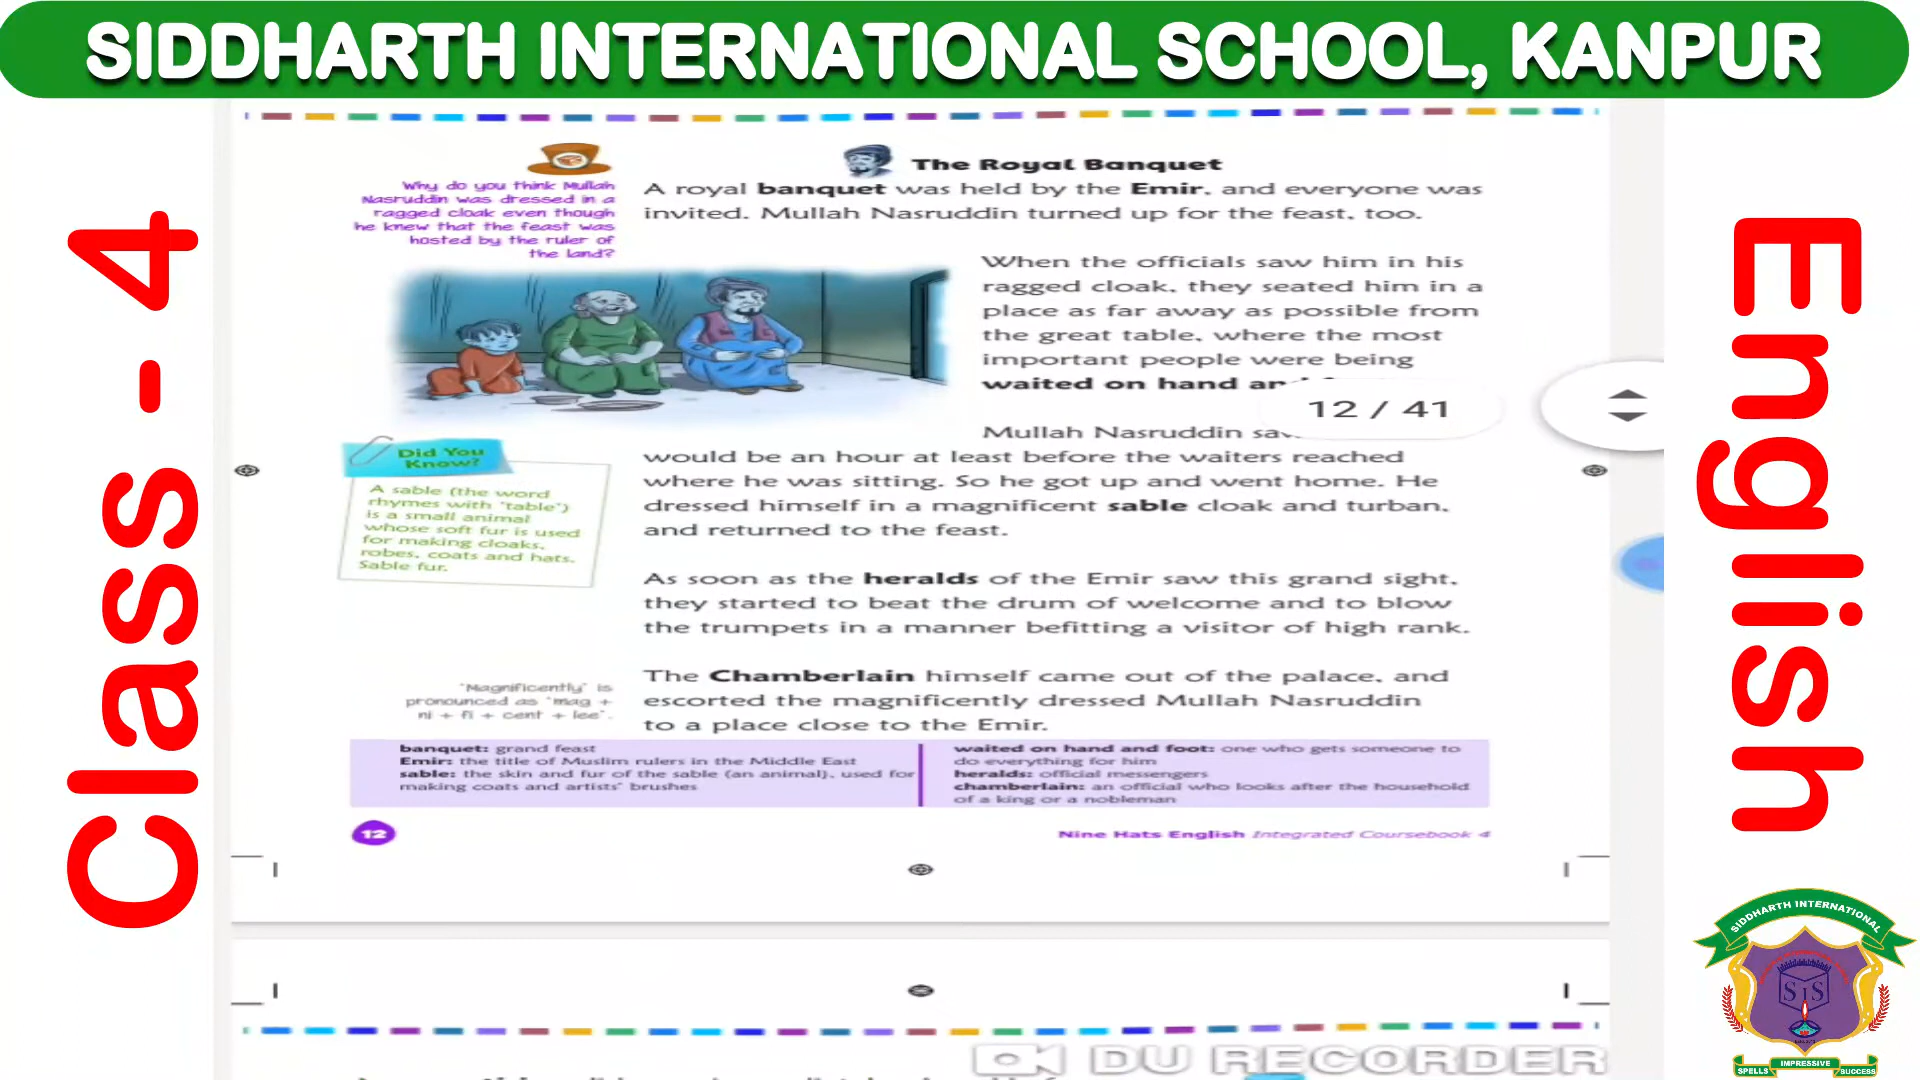 SIDDHARTH INTERNATIONAL SCHOOL, KANPUR
Class - 4
English
The Royal Banquet
Why do you think Mullah
Nasruddin was dressed in a
ragged cloak even though
he knew that the feast was
hosted by the ruler of
the land?
A royal banquet was held by the Emir, and everyone was
invited. Mullah Nasruddin turned up for the feast, too.
When the officials saw him in his
ragged cloak, they seated him in a
place as far away as possible from
the great table, where the most
important people were being
waited on hand and
12 / 41
Mullah Nasruddin
would be an hour at least before the waiters reached
where he was sitting. So he got up and went home. He
dressed himself in a magnificent sable cloak and turban,
and returned to the feast.
Did You
Know?
A sable (the word
rhymes with 'table')
is a small animal
whose soft fur is used
for making cloaks,
robes, coats and hats.
Sable fur.
As soon as the heralds of the Emir saw this grand sight,
they started to beat the drum of welcome and to blow
the trumpets in a manner befitting a visitor of high rank.
The Chamberlain himself came out of the palace, and
escorted the magnificently dressed Mullah Nasruddin
to a place close to the Emir.
'Magnificently' is
pronounced as 'mag +
ni + fi + cent + lee'.
banquet: grand feast
Emir: the title of Muslim rulers in the Middle East
sable: the skin and fur of the sable (an animal), used for
making coats and artists' brushes
waited on hand and foot: one who gets someone to
do everything for him
heralds: official messengers
chamberlain: an official who looks after the household
of a king or a nobleman
12
Nine Hats English Integrated Coursebook 4
DU RECORDER
SIDDHARTH INTERNATIONAL
SIS
SPELLS IMPRESSIVE SUCCESS